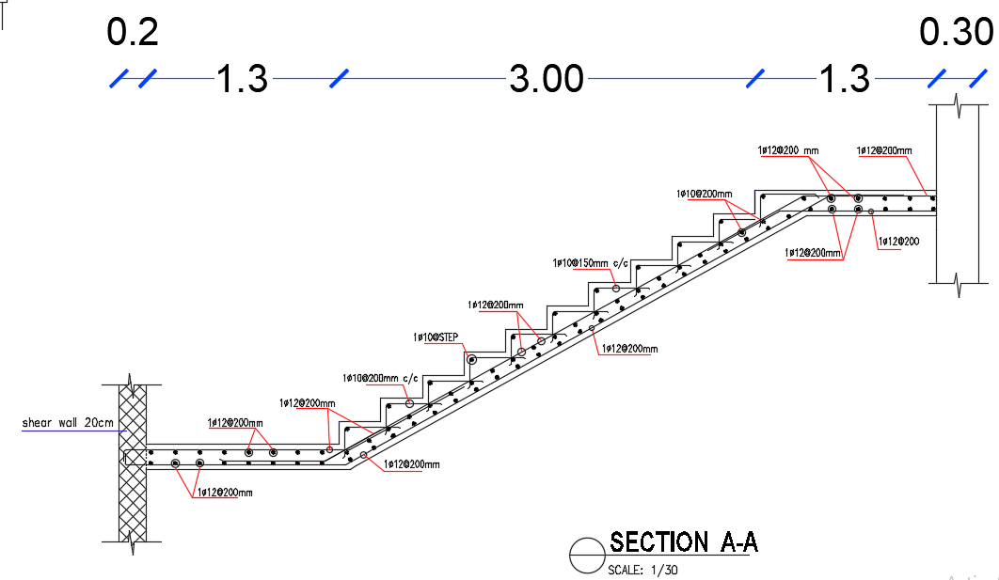 0.2
0.30
1.3
3.00
1.3
1ø12@200 mm
1ø12@200mm
1ø10@200mm
1ø12@200
1ø12@200mm
1ø10@150mm c/c
1ø12@200mm
1ø10@STEP
1ø12@200mm
1ø10@200mm c/c
1ø12@200mm
shear wall 20cm
1ø12@200mm
1ø12@200mm
1ø12@200mm
SECTION A-A
SCALE: 1/30